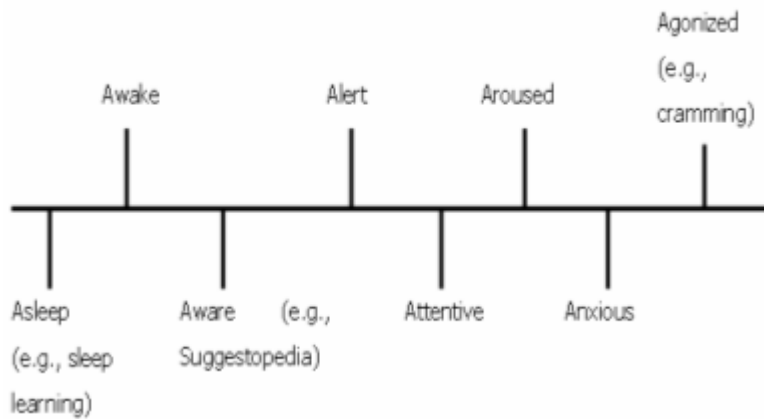 Agonized
(e.g.,
cramming)
Awake
Alert
Aroused
Asleep
(e.g., sleep
learning)
Aware (e.g.,
Suggestopedia)
Attentive
Anxious